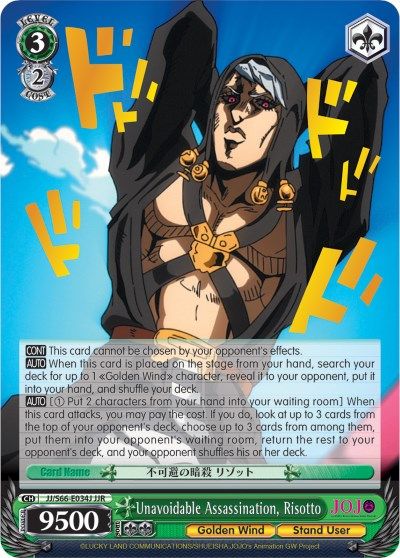 LEVEL
3
2
COST
ドド
ドド
CONT This card cannot be chosen by your opponent's effects.
AUTO When this card is placed on the stage from your hand, search your
deck for up to 1 <Golden Wind> character, reveal it to your opponent, put it
into your hand, and shuffle your deck.
AUTO [① Put 2 characters from your hand into your waiting room] When
this card attacks, you may pay the cost. If you do, look at up to 3 cards from
the top of your opponent's deck, choose up to 3 cards from among them,
put them into your opponent's waiting room, return the rest to your
opponent's deck, and your opponent shuffles his or her deck.
Card Name 不可避の暗殺 リゾット
CD JJ/S66-E034J JJR
Unavoidable Assassination, Risotto
JOJO
POWER
9500
SOUL
Golden Wind
Stand User
©LUCKY LAND COMMUNICATIONS/SHUEISHA,JOJO's Animation GW Project